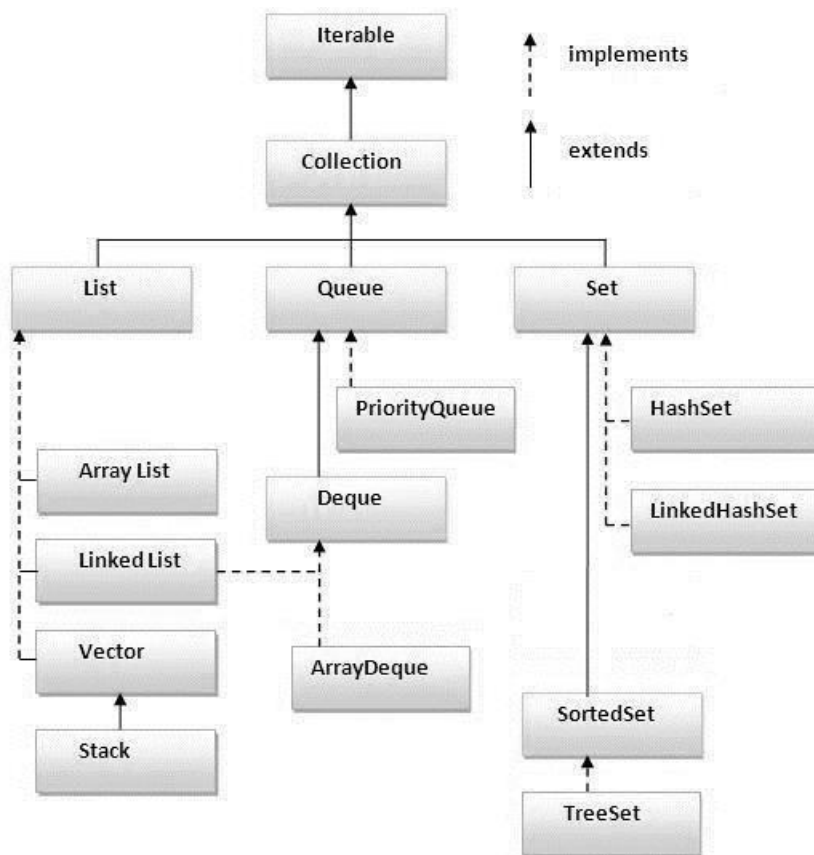 Iterable
implements
Collection
extends
List
Queue
Set
PriorityQueue
HashSet
Array List
Deque
LinkedHashSet
Linked List
Vector
ArrayDeque
SortedSet
Stack
TreeSet